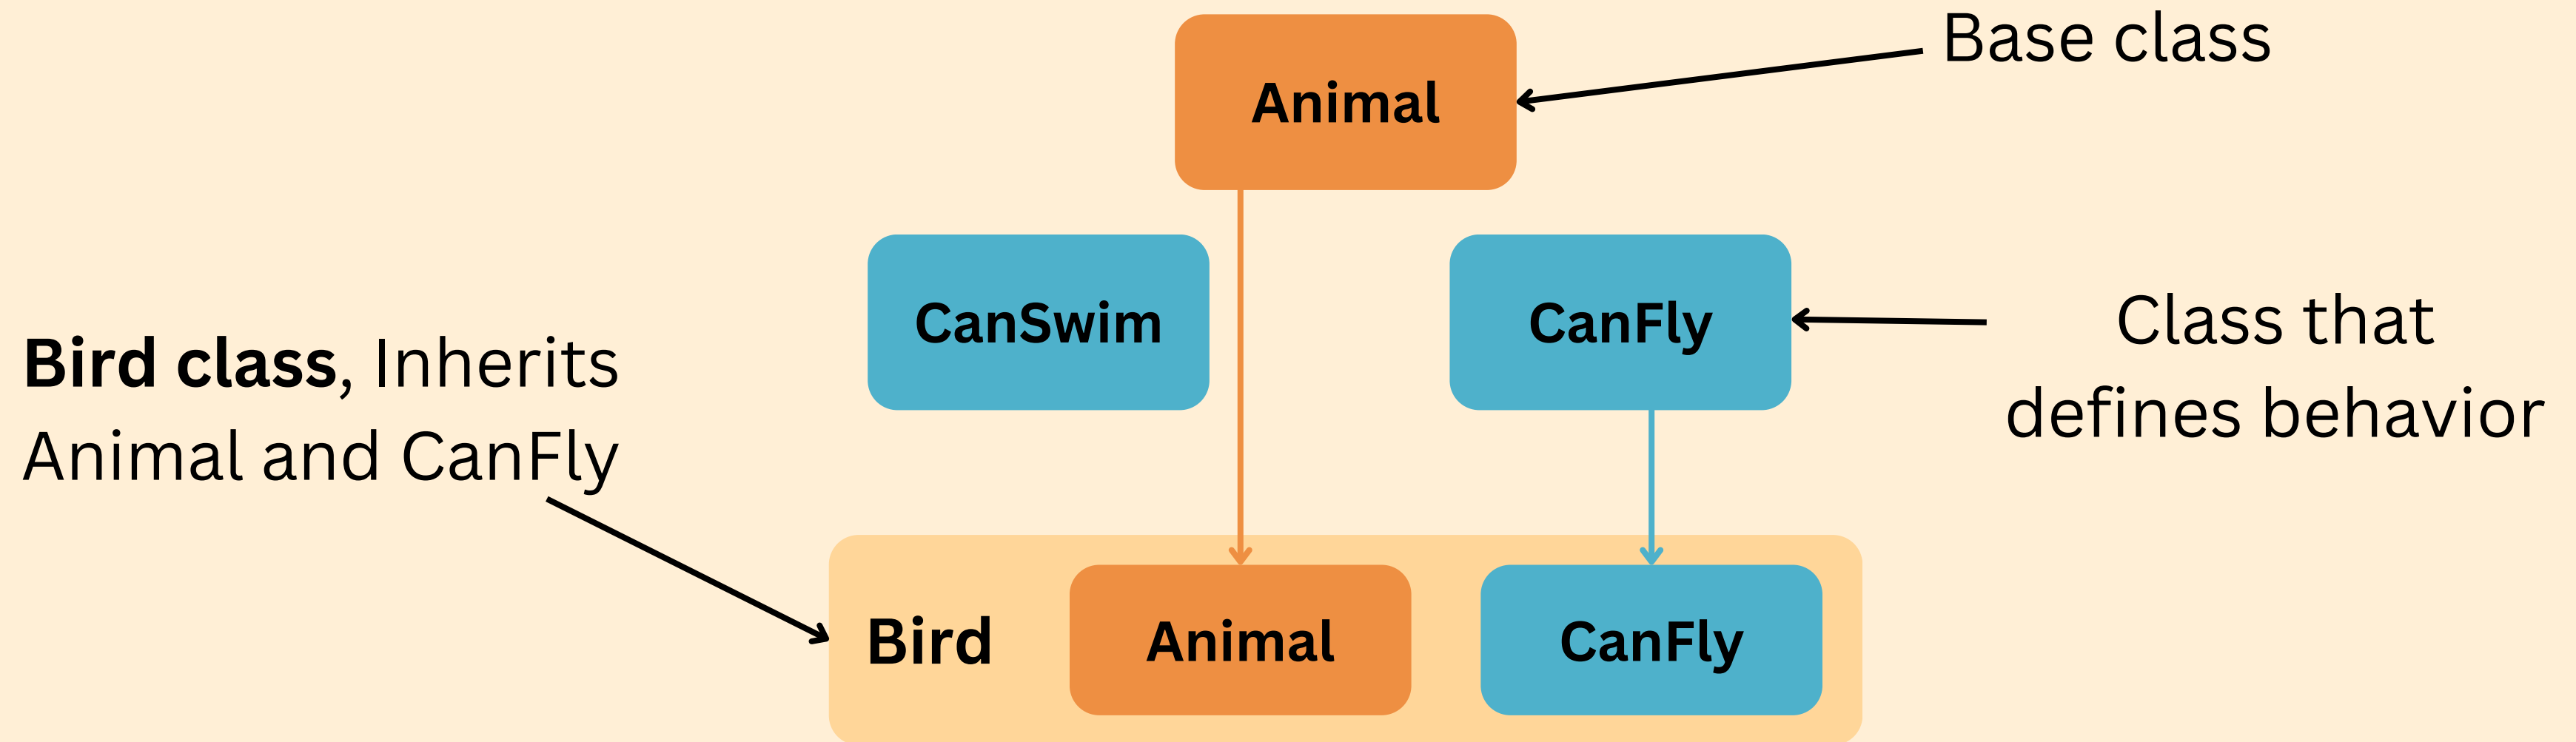 Base class
Animal
CanSwim
CanFly
Class that
defines behavior
Bird class, Inherits
Animal and CanFly
Bird
Animal
CanFly